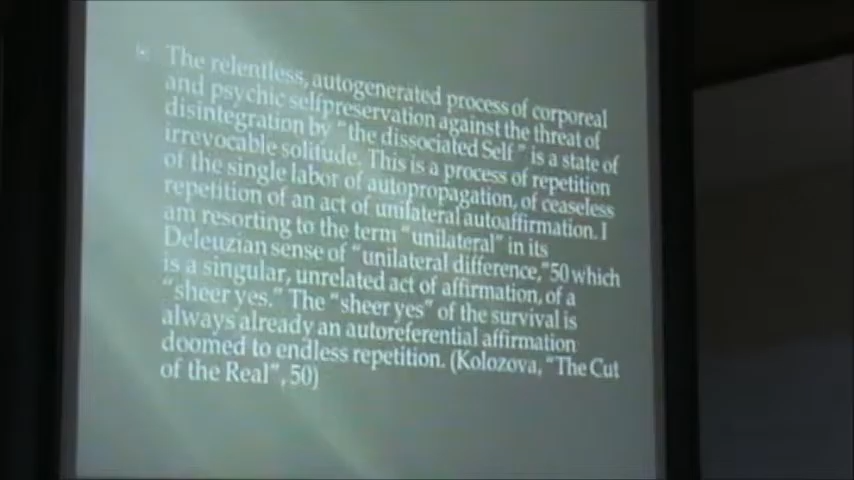 The relentless, autogenerated process of corporeal
and psychic selfpreservation against the threat of
disintegration by "the dissociated Self" is a state of
irrevocable solitude. This is a process of repetition
of the single labor of autopropagation, of ceaseless
repetition of an act of unilateral autoaffirmation. I
am resorting to the term "unilateral" in its
Deleuzian sense of "unilateral difference,"50 which
is a singular, unrelated act of affirmation, of a
"sheer yes." The "sheer yes" of the survival is
always already an autoreferential affirmation
doomed to endless repetition. (Kolozova, "The Cut
of the Real", 50)